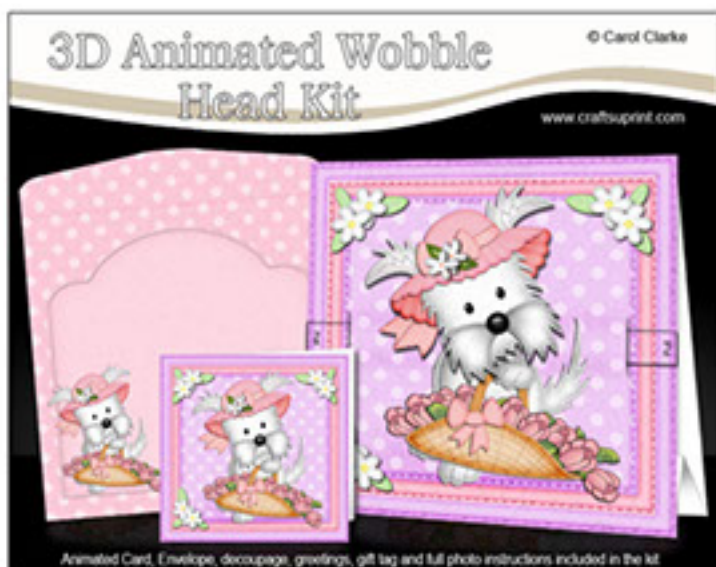 3D Animated Wobble
Head Kit
© Carol Clarke
www.craftsuprint.com
Animated Card, Envelope, decoupage, greetings, gift tag and full photo instructions included in the kit